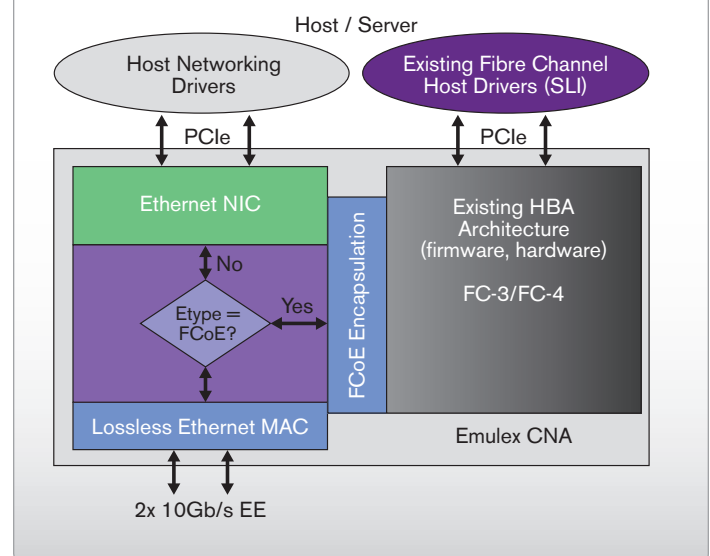 Host / Server
Host Networking
Drivers
Existing Fibre Channel
Host Drivers (SLI)
PCIe
PCIe
Ethernet NIC
No
Etype =
FCoE?
Yes
Lossless Ethernet MAC
FCoE Encapsulation
Existing HBA
Architecture
(firmware, hardware)
FC-3/FC-4
Emulex CNA
2x 10Gb/s EE